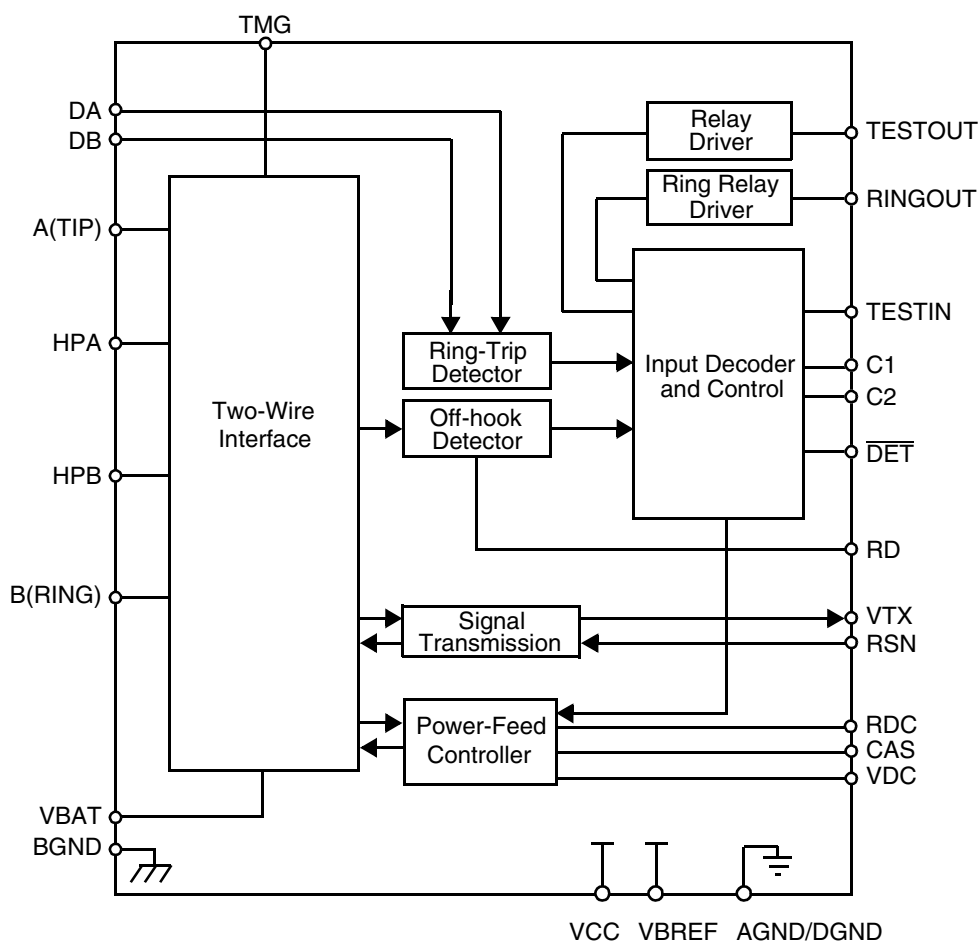 TMG
DA
DB
A(TIP)
HPA
HPB
B(RING)
VBAT
BGND
Two-Wire
Interface
Ring-Trip
Detector
Off-hook
Detector
Signal
Transmission
Power-Feed
Controller
Relay
Driver
Ring Relay
Driver
Input Decoder
and Control
TESTOUT
RINGOUT
TESTIN
C1
C2
D̅E̅T̅
RD
VTX
RSN
RDC
CAS
VDC
VCC
VBREF
AGND/DGND